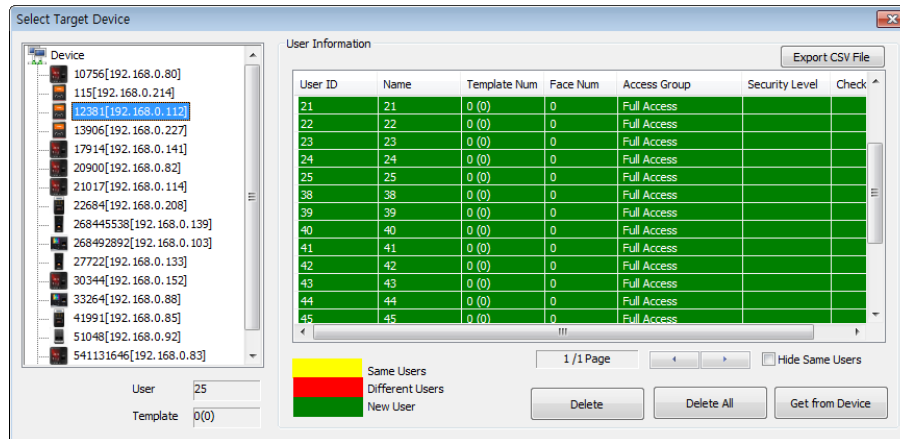 Select Target Device
Device
10756[192.168.0.80]
115[192.168.0.214]
12381[192.168.0.112]
13906[192.168.0.227]
17914[192.168.0.141]
20900[192.168.0.82]
21017[192.168.0.114]
22684[192.168.0.208]
268445538[192.168.0.139]
268492892[192.168.0.103]
27722[192.168.0.133]
30344[192.168.0.152]
33264[192.168.0.88]
41991[192.168.0.85]
51048[192.168.0.92]
541131646[192.168.0.83]
User 25
Template 0(0)
User Information
Export CSV File
User ID Name Template Num Face Num Access Group Security Level Check
21 21 0 (0) 0 Full Access
22 22 0 (0) 0 Full Access
23 23 0 (0) 0 Full Access
24 24 0 (0) 0 Full Access
25 25 0 (0) 0 Full Access
38 38 0 (0) 0 Full Access
39 39 0 (0) 0 Full Access
40 40 0 (0) 0 Full Access
41 41 0 (0) 0 Full Access
42 42 0 (0) 0 Full Access
43 43 0 (0) 0 Full Access
44 44 0 (0) 0 Full Access
45 45 0 (0) 0 Full Access
Same Users
Different Users
New User
1 /1 Page
Hide Same Users
Delete
Delete All
Get from Device